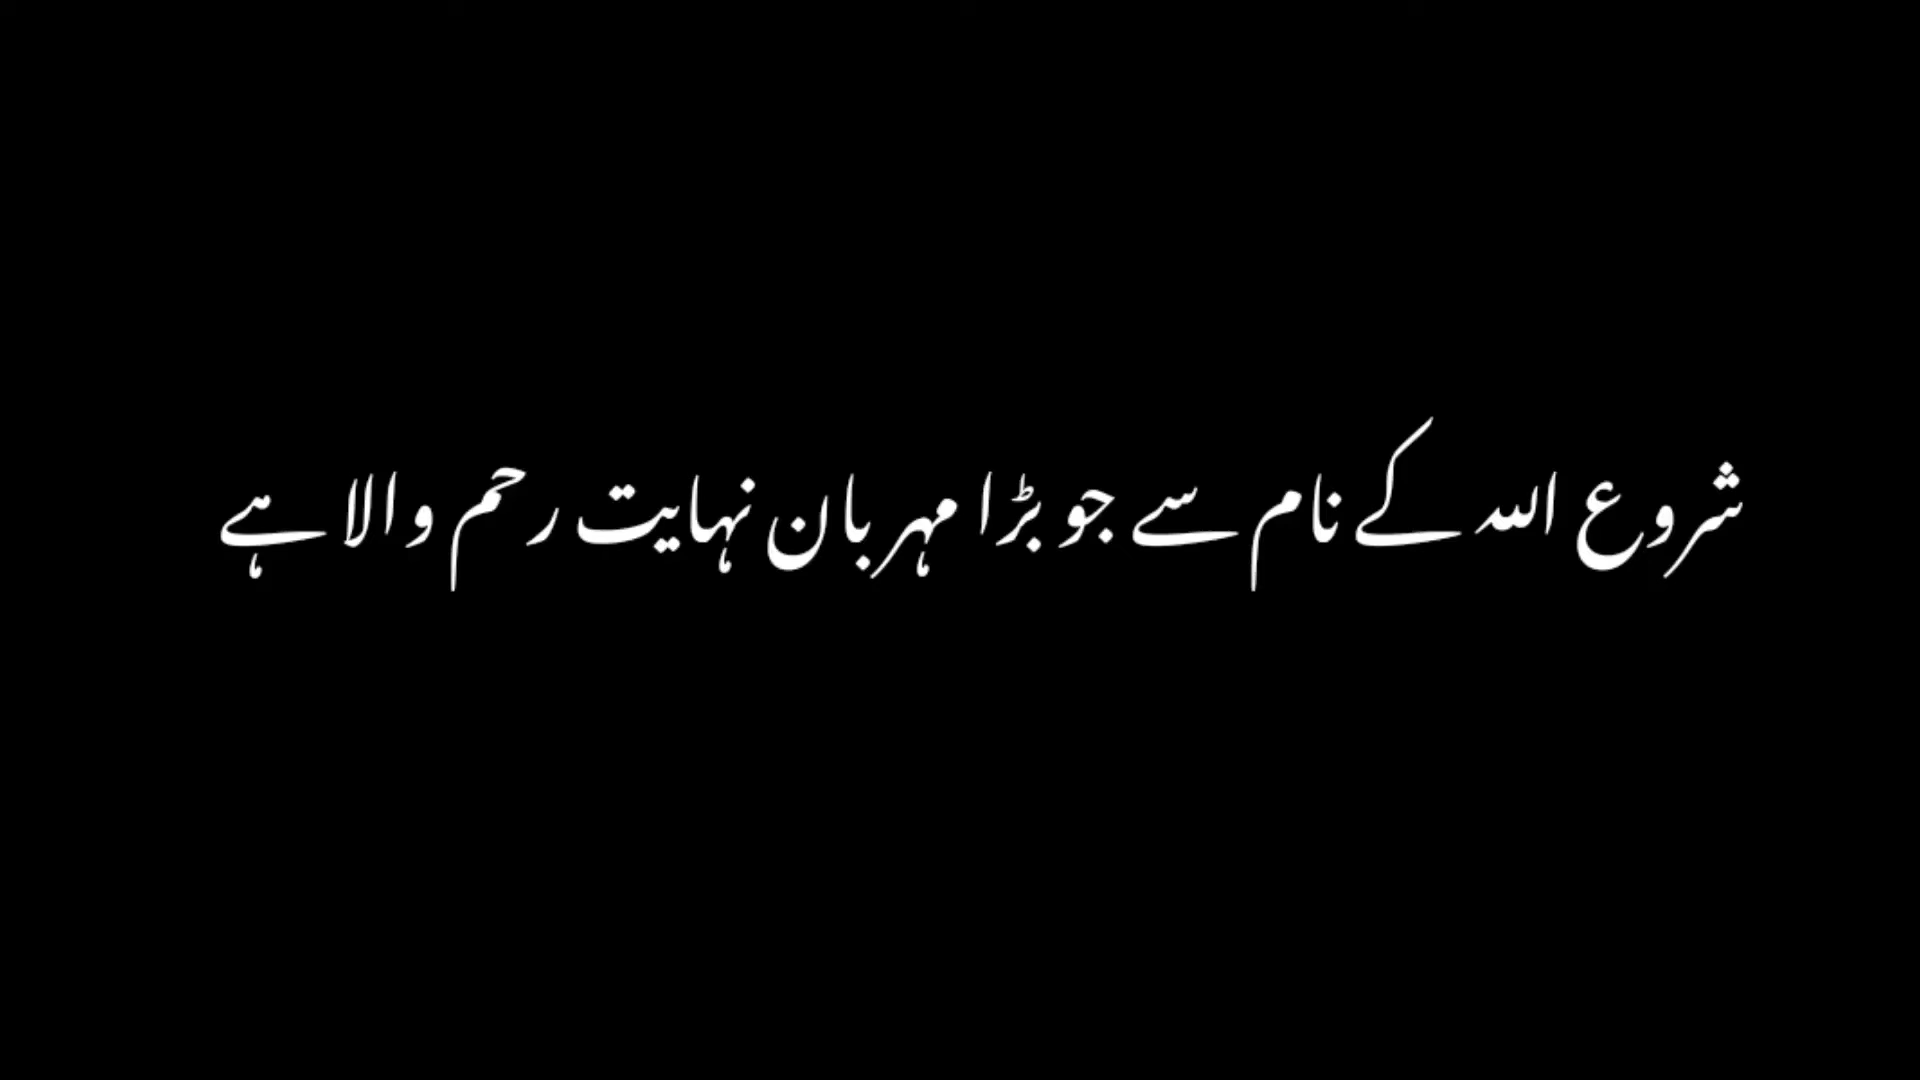 شروع اللہ کے نام سے جو بڑا مہربان نہایت رحم والا ہے